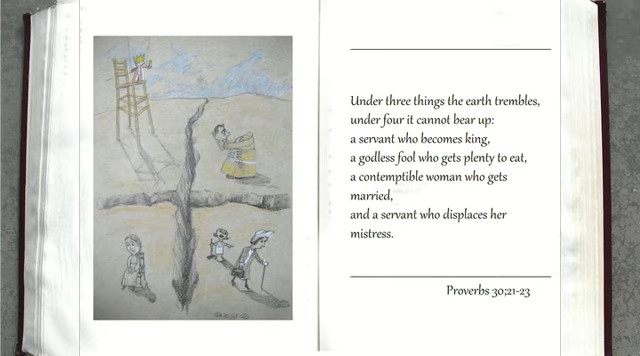 Under three things the earth trembles,
under four it cannot bear up:
a servant who becomes king,
a godless fool who gets plenty to eat,
a contemptible woman who gets
married,
and a servant who displaces her
mistress.
Proverbs 30;21-23